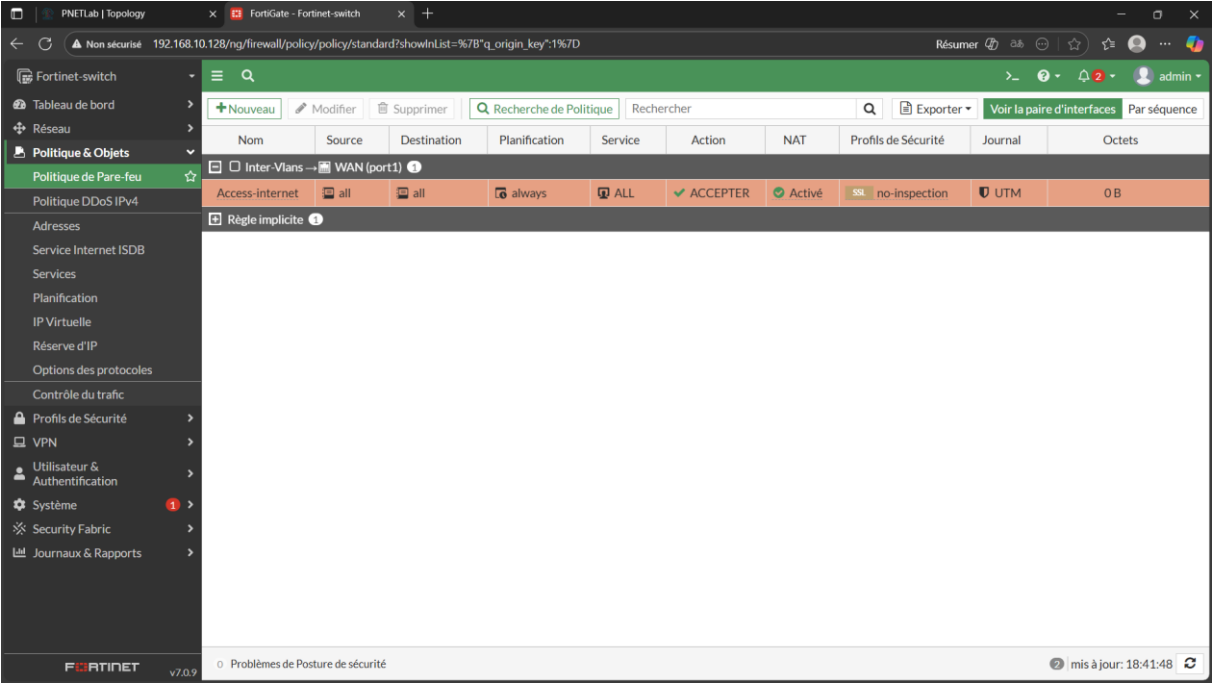 PNETLab | Topology
FortiGate - Fortinet-switch
Non sécurisé 192.168.10.128/ng/firewall/policy/policy/standard?showInList=%7B"q_origin_key":1%7D Résumer
Fortinet-switch
>_ 2 admin
Tableau de bord
Réseau
Politique & Objets
Politique de Pare-feu
Politique DDoS IPv4
Adresses
Service Internet ISDB
Services
Planification
IP Virtuelle
Réserve d'IP
Options des protocoles
Contrôle du trafic
Profils de Sécurité
VPN
Utilisateur &
Authentification
Système 1
Security Fabric
Journaux & Rapports
FORTINET v7.0.9
+Nouveau Modifier Supprimer Recherche de Politique Rechercher Exporter Voir la paire d'interfaces Par séquence
Nom Source Destination Planification Service Action NAT Profils de Sécurité Journal Octets
Inter-Vlans → WAN (port1) 1
Access-internet all all always ALL ACCEPTER Activé SSL no-inspection UTM 0 B
Règle implicite 1
0 Problèmes de Posture de sécurité
2 mis à jour: 18:41:48